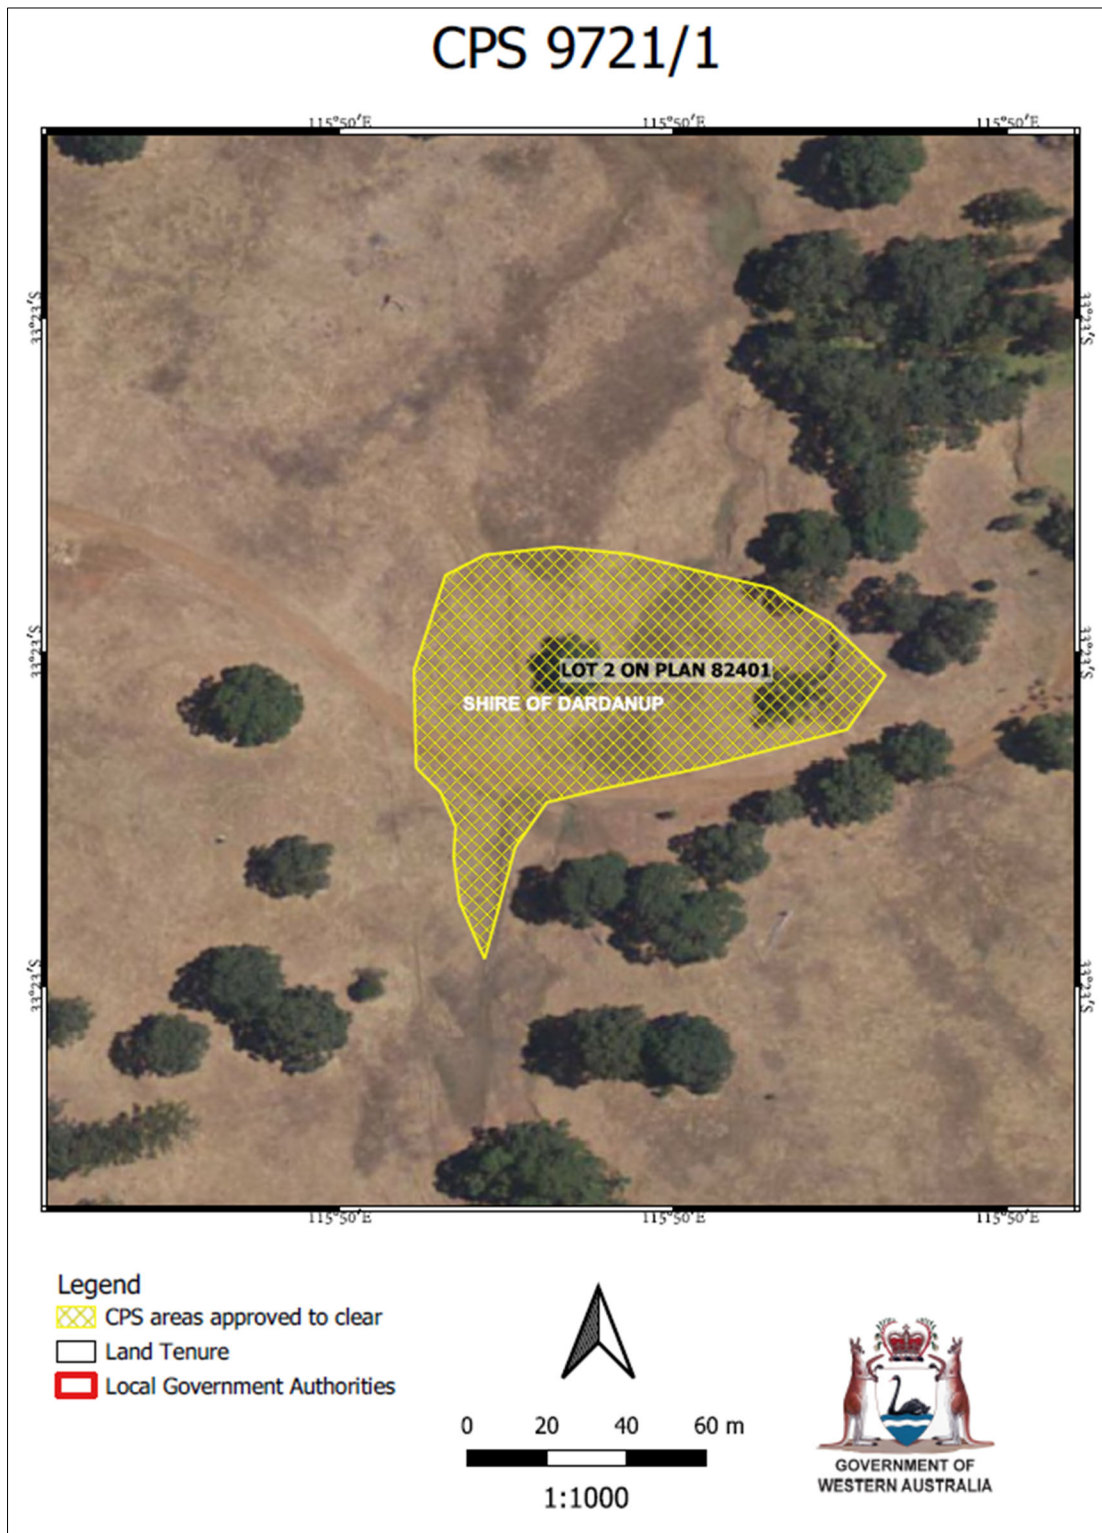 CPS 9721/1
115°50'E 115°50'E 115°50'E
33°23'S 33°23'S
33°23'S 33°23'S
LOT 2 ON PLAN 82401
SHIRE OF DARDANUP
33°23'S 33°23'S
115°50'E 115°50'E 115°50'E
Legend
CPS areas approved to clear
Land Tenure
Local Government Authorities
0 20 40 60 m
1:1000
GOVERNMENT OF
WESTERN AUSTRALIA